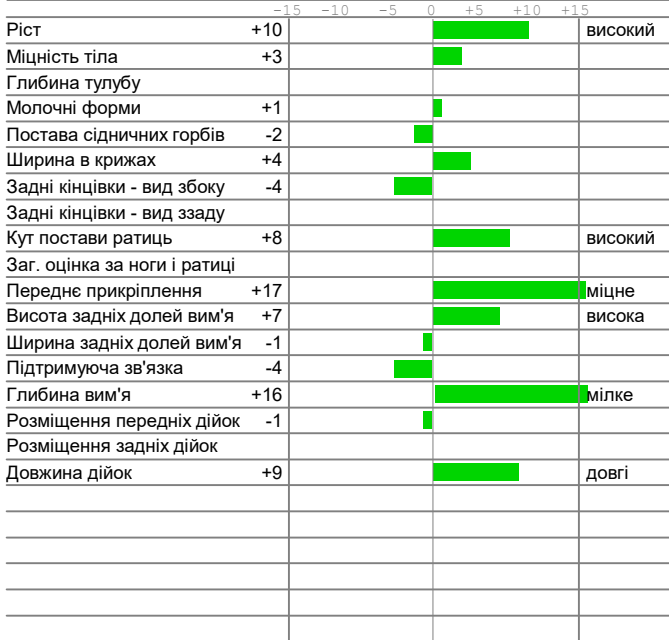 -15 -10 -5 0 +5 +10 +15
Ріст +10 високий
Міцність тіла +3
Глибина тулубу
Молочні форми +1
Постава сідничних горбів -2
Ширина в крижах +4
Задні кінцівки - вид збоку -4
Задні кінцівки - вид ззаду
Кут постави ратиць +8 високий
Заг. оцінка за ноги і ратиці
Переднє прикріплення +17 міцне
Висота задніх долей вим'я +7 висока
Ширина задніх долей вим'я -1
Підтримуюча зв'язка -4
Глибина вим'я +16 мілке
Розміщення передніх дійок -1
Розміщення задніх дійок
Довжина дійок +9 довгі